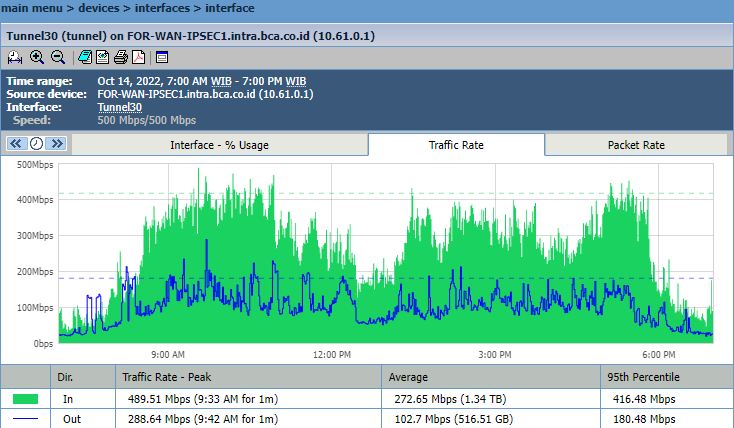 main menu > devices > interfaces > interface
Tunnel30 (tunnel) on FOR-WAN-IPSEC1.intra.bca.co.id (10.61.0.1)
Time range: Oct 14, 2022, 7:00 AM WIB - 7:00 PM WIB
Source device: FOR-WAN-IPSEC1.intra.bca.co.id (10.61.0.1)
Interface: Tunnel30
Speed: 500 Mbps/500 Mbps
Interface - % Usage Traffic Rate Packet Rate
500Mbps
400Mbps
300Mbps
200Mbps
100Mbps
0bps
9:00 AM 12:00 PM 3:00 PM 6:00 PM
Dir. Traffic Rate - Peak Average 95th Percentile
In 489.51 Mbps (9:33 AM for 1m) 272.65 Mbps (1.34 TB) 416.48 Mbps
Out 288.64 Mbps (9:42 AM for 1m) 102.7 Mbps (516.51 GB) 180.48 Mbps